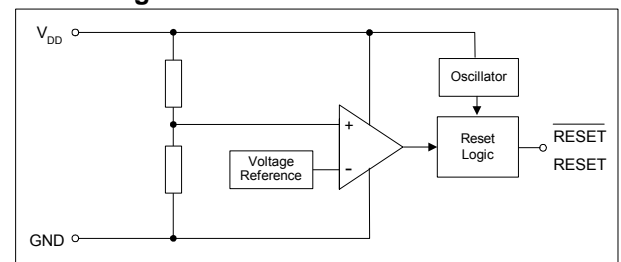 V_DD
Oscillator
+
Reset
Logic
RESET
RESET
Voltage
Reference
-
GND